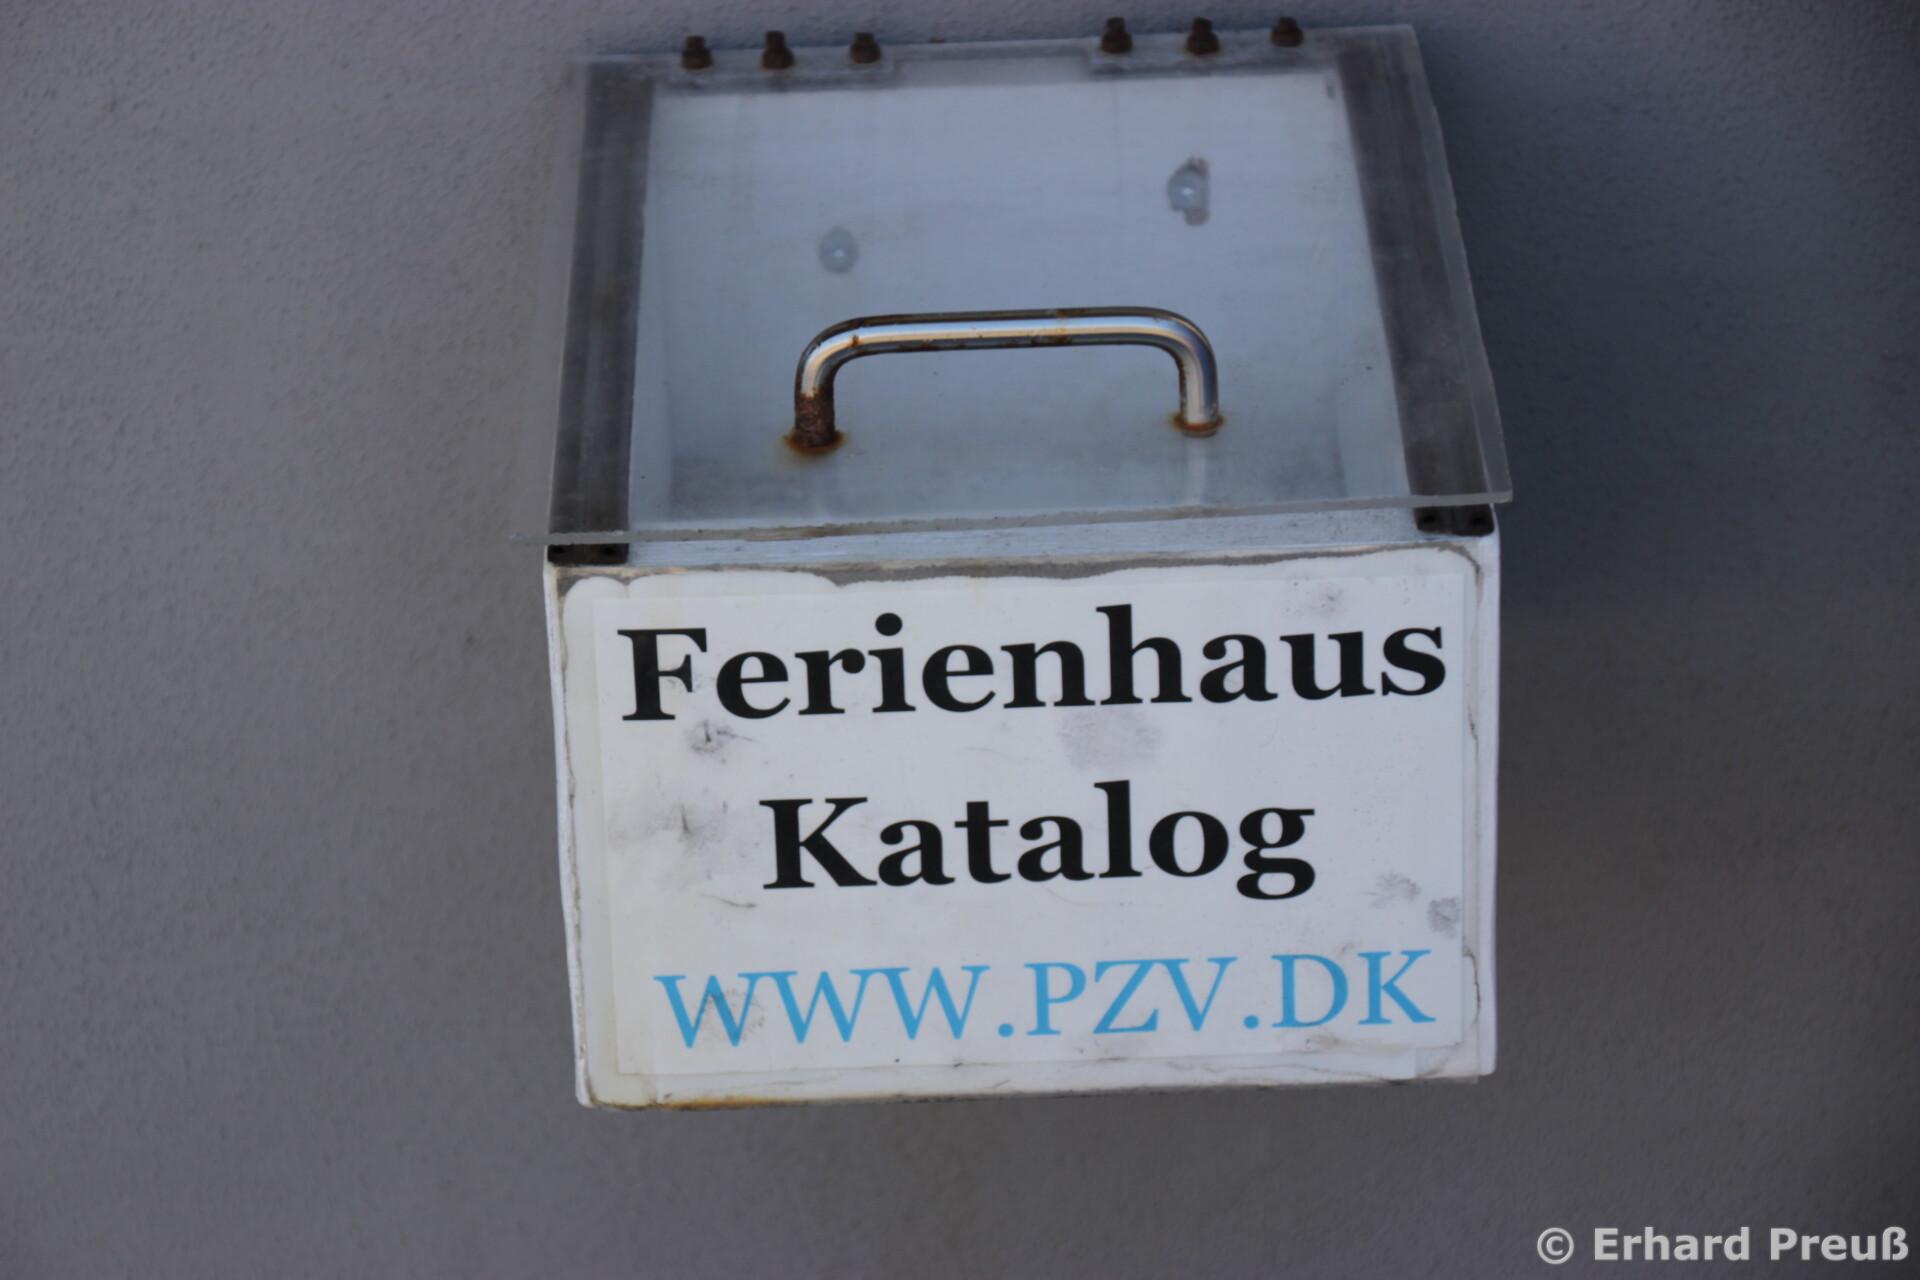 Ferienhaus
Katalog
WWW.PZV.DK
© Erhard Preuß